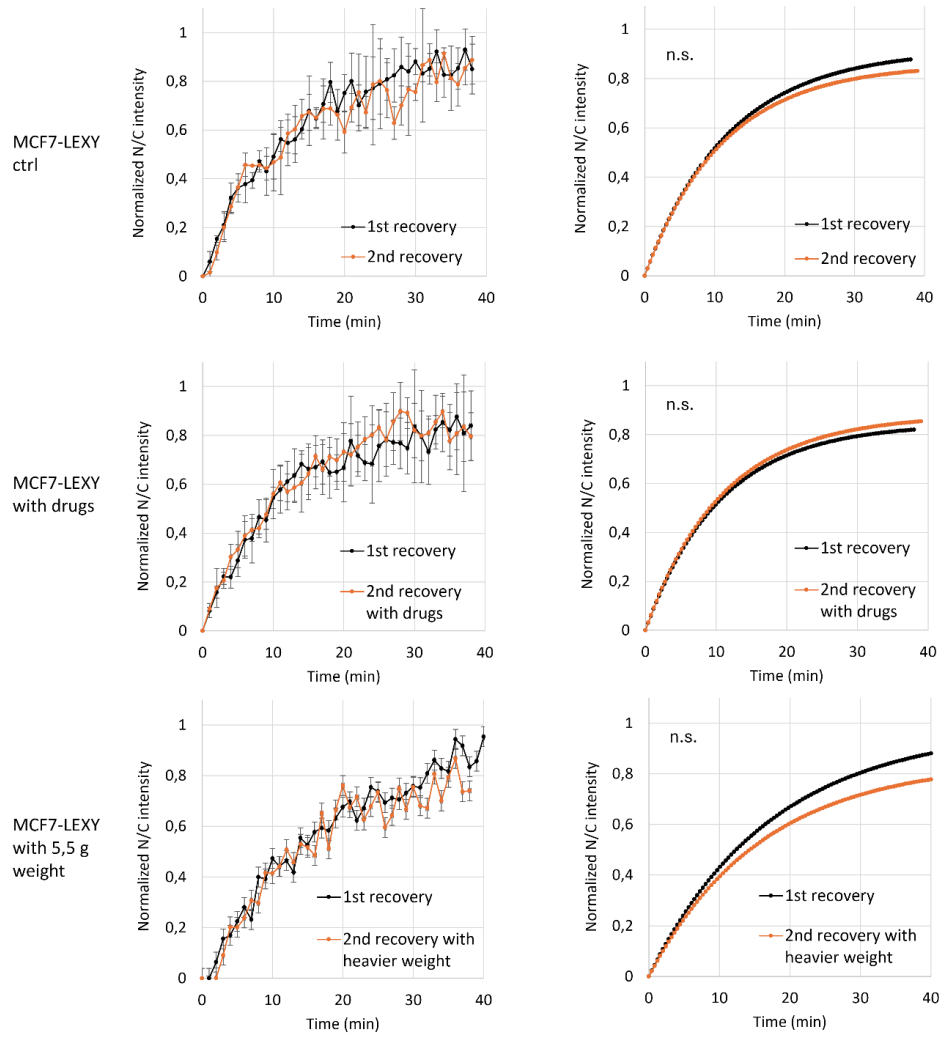 MCF7-LEXY
ctrl
Normalized N/C intensity
1
0,8
0,6
0,4
0,2
0
0 10 20 30 40
Time (min)
1st recovery
2nd recovery
n.s.
Normalized N/C intensity
1
0,8
0,6
0,4
0,2
0
0 10 20 30 40
Time (min)
1st recovery
2nd recovery
MCF7-LEXY
with drugs
Normalized N/C intensity
1
0,8
0,6
0,4
0,2
0
0 10 20 30 40
Time (min)
1st recovery
2nd recovery
with drugs
n.s.
Normalized N/C intensity
1
0,8
0,6
0,4
0,2
0
0 10 20 30 40
Time (min)
1st recovery
2nd recovery
with drugs
MCF7-LEXY
with 5,5 g
weight
Normalized N/C intensity
1
0,8
0,6
0,4
0,2
0
0 10 20 30 40
Time (min)
1st recovery
2nd recovery with
heavier weight
n.s.
Normalized N/C intensity
1
0,8
0,6
0,4
0,2
0
0 10 20 30 40
Time (min)
1st recovery
2nd recovery with
heavier weight